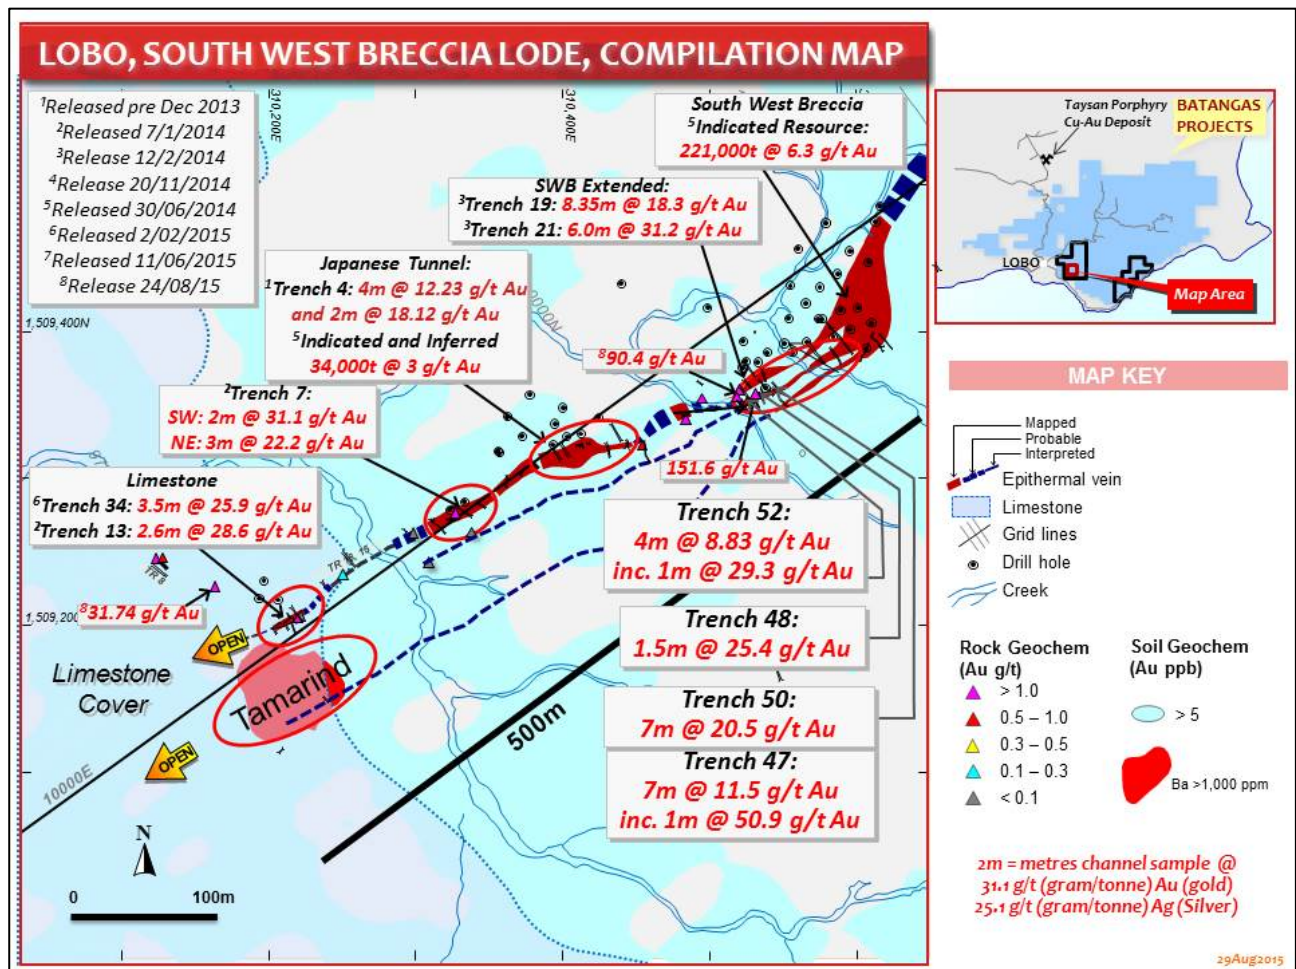 LOBO, SOUTH WEST BRECCIA LODE, COMPILATION MAP
¹Released pre Dec 2013
²Released 7/1/2014
³Release 12/2/2014
⁴Release 20/11/2014
⁵Released 30/06/2014
⁶Released 2/02/2015
⁷Released 11/06/2015
⁸Release 24/08/15
310,200E
310,400E
South West Breccia
⁵Indicated Resource:
221,000t @ 6.3 g/t Au
SWB Extended:
³Trench 19: 8.35m @ 18.3 g/t Au
³Trench 21: 6.0m @ 31.2 g/t Au
Japanese Tunnel:
¹Trench 4: 4m @ 12.23 g/t Au
and 2m @ 18.12 g/t Au
⁵Indicated and Inferred
34,000t @ 3 g/t Au
1,509,400N
⁸90.4 g/t Au
²Trench 7:
SW: 2m @ 31.1 g/t Au
NE: 3m @ 22.2 g/t Au
151.6 g/t Au
Limestone
⁶Trench 34: 3.5m @ 25.9 g/t Au
²Trench 13: 2.6m @ 28.6 g/t Au
TR 8
⁸31.74 g/t Au
1,509,200
OPEN
Limestone
Cover
Tamarind
OPEN
10000E
500m
Trench 52:
4m @ 8.83 g/t Au
inc. 1m @ 29.3 g/t Au
Trench 48:
1.5m @ 25.4 g/t Au
Trench 50:
7m @ 20.5 g/t Au
Trench 47:
7m @ 11.5 g/t Au
inc. 1m @ 50.9 g/t Au
N
0 100m
Taysan Porphyry
Cu-Au Deposit
BATANGAS
PROJECTS
LOBO
Map Area
MAP KEY
Mapped
Probable
Interpreted
Epithermal vein
Limestone
Grid lines
Drill hole
Creek
Rock Geochem
(Au g/t)
> 1.0
0.5 – 1.0
0.3 – 0.5
0.1 – 0.3
< 0.1
Soil Geochem
(Au ppb)
> 5
Ba >1,000 ppm
2m = metres channel sample @
31.1 g/t (gram/tonne) Au (gold)
25.1 g/t (gram/tonne) Ag (Silver)
29Aug2015